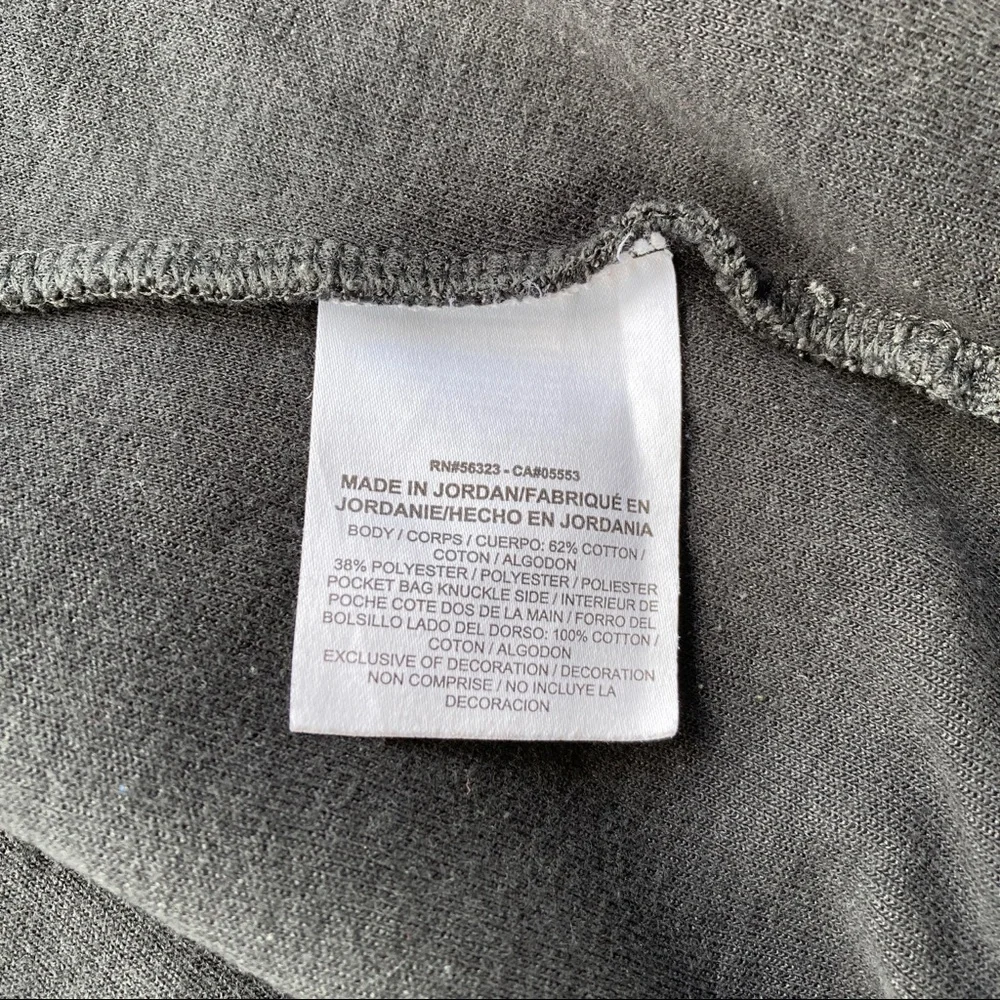 RN#56323 - CA#05553
MADE IN JORDAN/FABRIQUÉ EN
JORDANIE/HECHO EN JORDANIA
BODY / CORPS / CUERPO: 62% COTTON /
COTON / ALGODON
38% POLYESTER / POLYESTER / POLIESTER
POCKET BAG KNUCKLE SIDE / INTERIEUR DE
POCHE COTE DOS DE LA MAIN / FORRO DEL
BOLSILLO LADO DEL DORSO: 100% COTTON /
COTON / ALGODON
EXCLUSIVE OF DECORATION / DECORATION
NON COMPRISE / NO INCLUYE LA
DECORACION